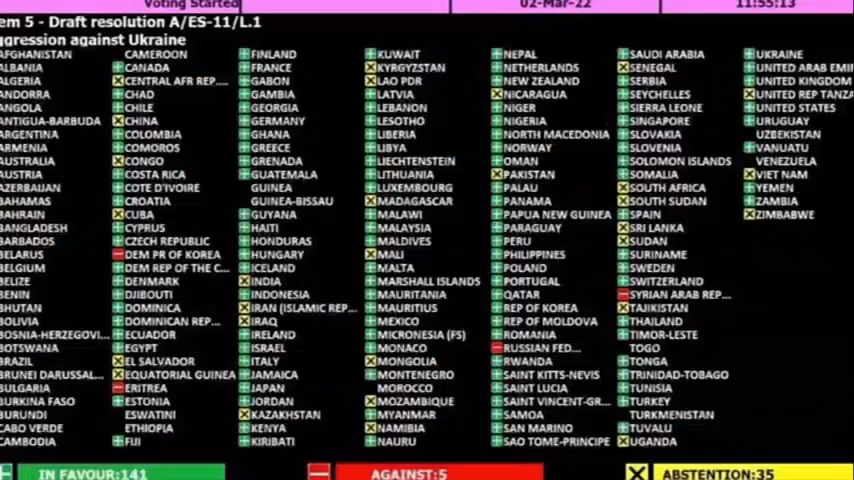 Voting Started
02-Mar-22
11:55:13
em 5 - Draft resolution A/ES-11/L.1
ggression against Ukraine
AFGHANISTAN
ALBANIA
ALGERIA
ANDORRA
ANGOLA
ANTIGUA-BARBUDA
ARGENTINA
ARMENIA
AUSTRALIA
AUSTRIA
AZERBAIJAN
BAHAMAS
BAHRAIN
BANGLADESH
BARBADOS
BELARUS
BELGIUM
BELIZE
BENIN
BHUTAN
BOLIVIA
BOSNIA-HERZEGOVI...
BOTSWANA
BRAZIL
BRUNEI DARUSSAL...
BULGARIA
BURKINA FASO
BURUNDI
CABO VERDE
CAMBODIA
CAMEROON
CANADA
CENTRAL AFR REP....
CHAD
CHILE
CHINA
COLOMBIA
COMOROS
CONGO
COSTA RICA
COTE D'IVOIRE
CROATIA
CUBA
CYPRUS
CZECH REPUBLIC
DEM PR OF KOREA
DEM REP OF THE C...
DENMARK
DJIBOUTI
DOMINICA
DOMINICAN REP...
ECUADOR
EGYPT
EL SALVADOR
EQUATORIAL GUINEA
ERITREA
ESTONIA
ESWATINI
ETHIOPIA
FIJI
FINLAND
FRANCE
GABON
GAMBIA
GEORGIA
GERMANY
GHANA
GREECE
GRENADA
GUATEMALA
GUINEA
GUINEA-BISSAU
GUYANA
HAITI
HONDURAS
HUNGARY
ICELAND
INDIA
INDONESIA
IRAN (ISLAMIC REP...
IRAQ
IRELAND
ISRAEL
ITALY
JAMAICA
JAPAN
JORDAN
KAZAKHSTAN
KENYA
KIRIBATI
KUWAIT
KYRGYZSTAN
LAO PDR
LATVIA
LEBANON
LESOTHO
LIBERIA
LIBYA
LIECHTENSTEIN
LITHUANIA
LUXEMBOURG
MADAGASCAR
MALAWI
MALAYSIA
MALDIVES
MALI
MALTA
MARSHALL ISLANDS
MAURITANIA
MAURITIUS
MEXICO
MICRONESIA (FS)
MONACO
MONGOLIA
MONTENEGRO
MOROCCO
MOZAMBIQUE
MYANMAR
NAMIBIA
NAURU
NEPAL
NETHERLANDS
NEW ZEALAND
NICARAGUA
NIGER
NIGERIA
NORTH MACEDONIA
NORWAY
OMAN
PAKISTAN
PALAU
PANAMA
PAPUA NEW GUINEA
PARAGUAY
PERU
PHILIPPINES
POLAND
PORTUGAL
QATAR
REP OF KOREA
REP OF MOLDOVA
ROMANIA
RUSSIAN FED...
RWANDA
SAINT KITTS-NEVIS
SAINT LUCIA
SAINT VINCENT-GR...
SAMOA
SAN MARINO
SAO TOME-PRINCIPE
SAUDI ARABIA
SENEGAL
SERBIA
SEYCHELLES
SIERRA LEONE
SINGAPORE
SLOVAKIA
SLOVENIA
SOLOMON ISLANDS
SOMALIA
SOUTH AFRICA
SOUTH SUDAN
SPAIN
SRI LANKA
SUDAN
SURINAME
SWEDEN
SWITZERLAND
SYRIAN ARAB REP...
TAJIKISTAN
THAILAND
TIMOR-LESTE
TOGO
TONGA
TRINIDAD-TOBAGO
TUNISIA
TURKEY
TURKMENISTAN
TUVALU
UGANDA
UKRAINE
UNITED ARAB EMIR
UNITED KINGDOM
UNITED REP TANZA
UNITED STATES
URUGUAY
UZBEKISTAN
VANUATU
VENEZUELA
VIET NAM
YEMEN
ZAMBIA
ZIMBABWE
IN FAVOUR:141
AGAINST:5
ABSTENTION:35